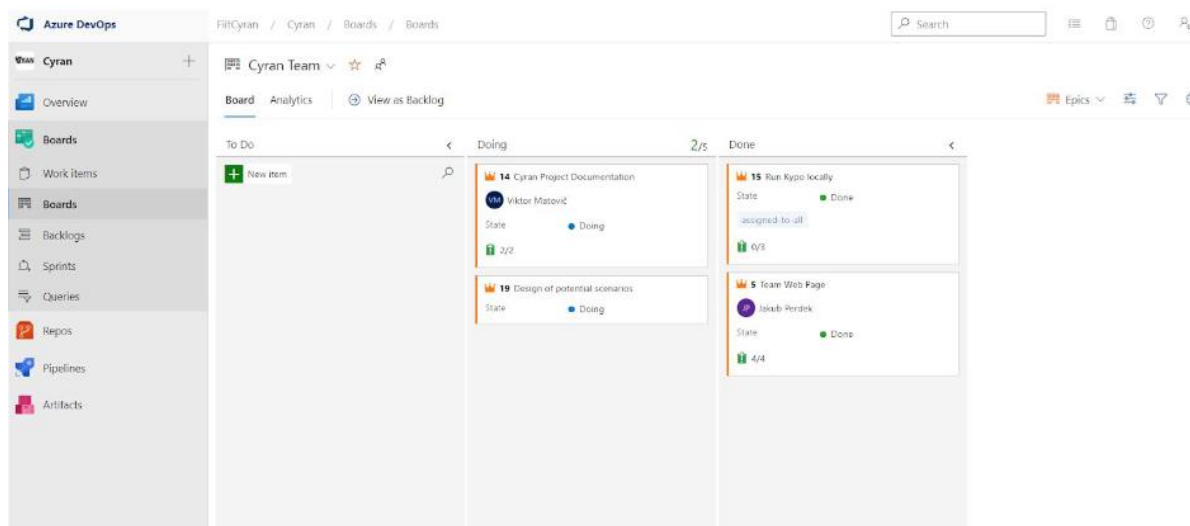 Azure DevOps
FiitCyran / Cyran / Boards / Boards
Search
Cyran
Cyran Team
Overview
Boards
Work items
Boards
Backlogs
Sprints
Queries
Repos
Pipelines
Artifacts
Board Analytics View as Backlog
Epics
To Do
New item
Doing 2/5
14 Cyran Project Documentation
VM Viktor Matovič
State Doing
2/2
19 Design of potential scenarios
State Doing
Done
15 Run Kypo locally
State Done
assigned-to-all
0/3
5 Team Web Page
JP Jakub Perdek
State Done
4/4